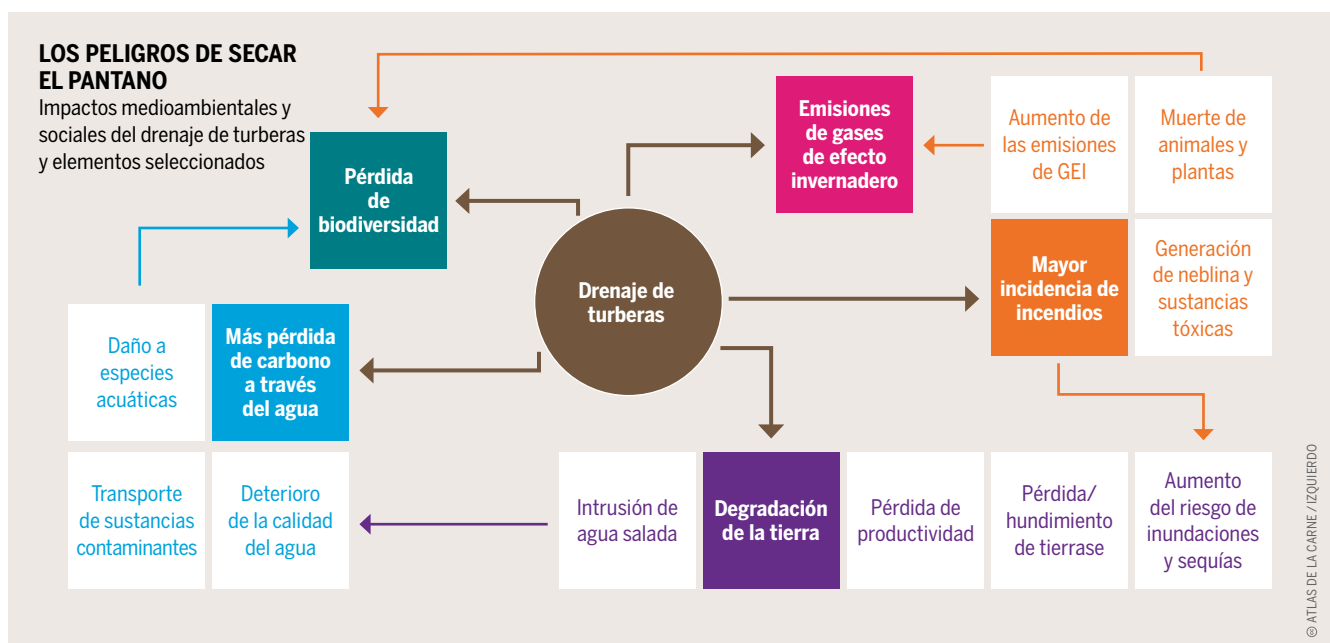 LOS PELIGROS DE SECAR
EL PANTANO
Impactos medioambientales y
sociales del drenaje de turberas
y elementos seleccionados
Pérdida
de
biodiversidad
Emisiones
de gases
de efecto
invernadero
Aumento de
las emisiones
de GEI
Muerte de
animales y
plantas
Drenaje de
turberas
Mayor
incidencia de
incendios
Generación
de neblina y
sustancias
tóxicas
Daño a
especies
acuáticas
Más pérdida
de carbono
a través
del agua
Transporte
de sustancias
contaminantes
Deterioro
de la calidad
del agua
Intrusión de
agua salada
Degradación
de la tierra
Pérdida de
productividad
Pérdida/
hundimiento
de tierrase
Aumento
del riesgo de
inundaciones
y sequías
© ATLAS DE LA CARNE / IZQUIERDO